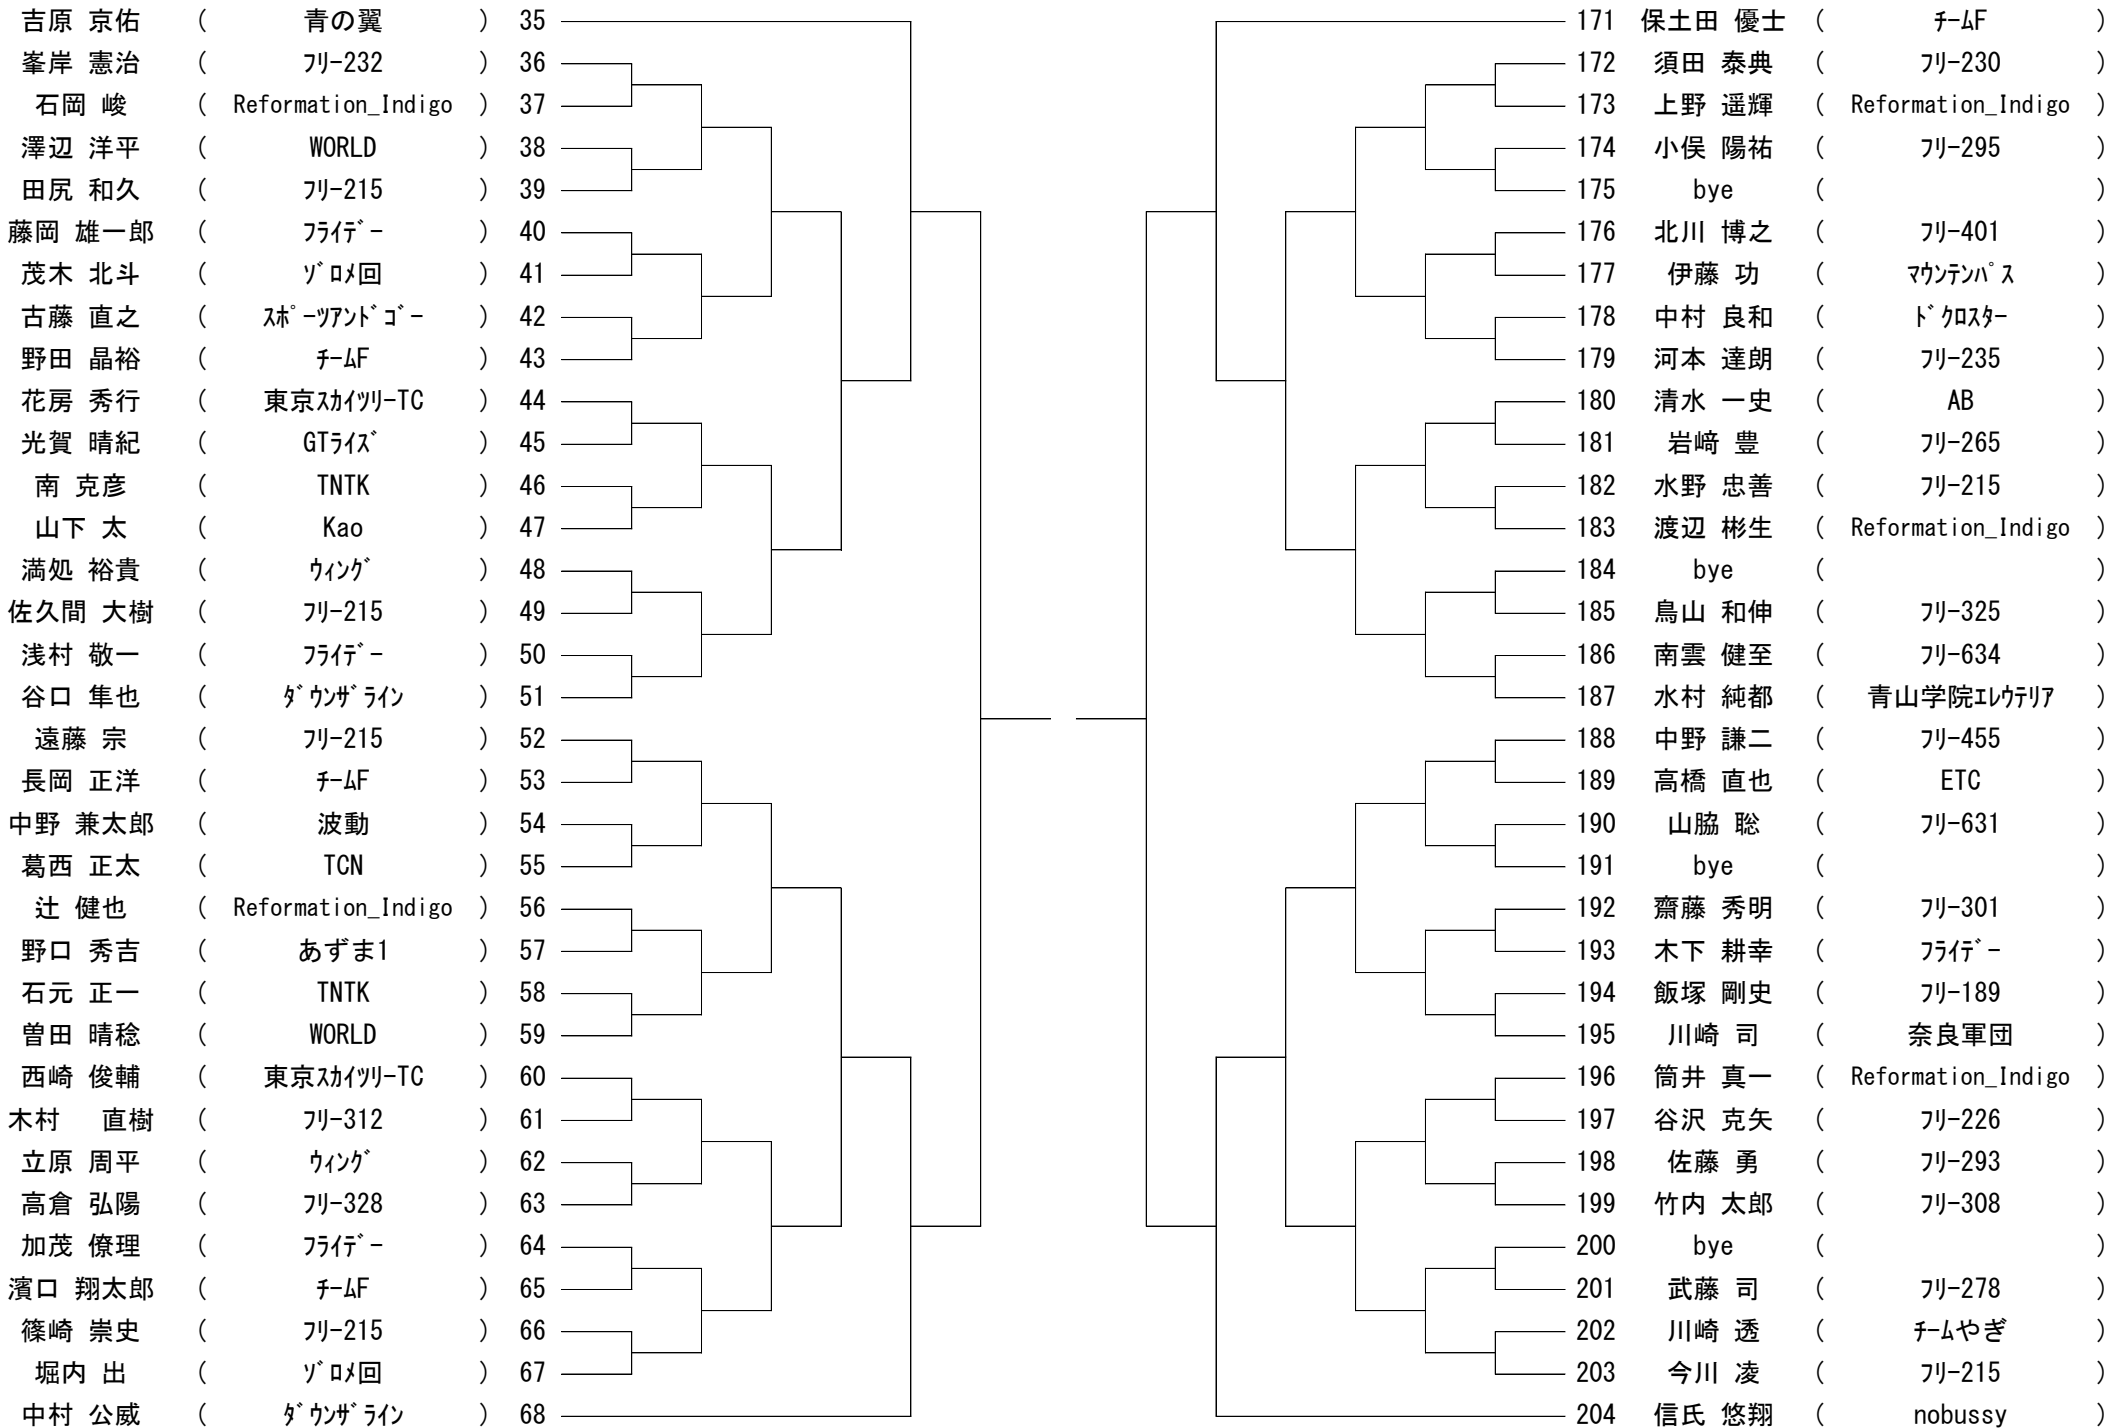 吉原 京佑 ( 青の翼 ) 35
峯岸 憲治 ( ﾌﾘｰ232 ) 36
石岡 峻 ( Reformation_Indigo ) 37
澤辺 洋平 ( WORLD ) 38
田尻 和久 ( ﾌﾘｰ215 ) 39
藤岡 雄一郎 ( ﾌﾗｲﾃﾞｰ ) 40
茂木 北斗 ( ｿﾞﾛﾒ回 ) 41
古藤 直之 ( ｽﾎﾟｰﾂｱﾝﾄﾞｺﾞｰ ) 42
野田 晶裕 ( ﾁｰﾑF ) 43
花房 秀行 ( 東京ｽｶｲﾂﾘｰTC ) 44
光賀 晴紀 ( GTﾗｲｽﾞ ) 45
南 克彦 ( TNTK ) 46
山下 太 ( Kao ) 47
満処 裕貴 ( ｳｨﾝｸﾞ ) 48
佐久間 大樹 ( ﾌﾘｰ215 ) 49
浅村 敬一 ( ﾌﾗｲﾃﾞｰ ) 50
谷口 隼也 ( ﾀﾞｳﾝｻﾞﾗｲﾝ ) 51
遠藤 宗 ( ﾌﾘｰ215 ) 52
長岡 正洋 ( ﾁｰﾑF ) 53
中野 兼太郎 ( 波動 ) 54
葛西 正太 ( TCN ) 55
辻 健也 ( Reformation_Indigo ) 56
野口 秀吉 ( あずま1 ) 57
石元 正一 ( TNTK ) 58
曽田 晴稔 ( WORLD ) 59
西崎 俊輔 ( 東京ｽｶｲﾂﾘｰTC ) 60
木村　直樹 ( ﾌﾘｰ312 ) 61
立原 周平 ( ｳｨﾝｸﾞ ) 62
高倉 弘陽 ( ﾌﾘｰ328 ) 63
加茂 僚理 ( ﾌﾗｲﾃﾞｰ ) 64
濱口 翔太郎 ( ﾁｰﾑF ) 65
篠崎 崇史 ( ﾌﾘｰ215 ) 66
堀内 出 ( ｿﾞﾛﾒ回 ) 67
中村 公威 ( ﾀﾞｳﾝｻﾞﾗｲﾝ ) 68
171 保土田 優士 ( ﾁｰﾑF )
172 須田 泰典 ( ﾌﾘｰ230 )
173 上野 遥輝 ( Reformation_Indigo )
174 小俣 陽祐 ( ﾌﾘｰ295 )
175 bye ( )
176 北川 博之 ( ﾌﾘｰ401 )
177 伊藤 功 ( ﾏｳﾝﾃﾝﾊﾟｽ )
178 中村 良和 ( ﾄﾞｸﾛｽﾀｰ )
179 河本 達朗 ( ﾌﾘｰ235 )
180 清水 一史 ( AB )
181 岩﨑 豊 ( ﾌﾘｰ265 )
182 水野 忠善 ( ﾌﾘｰ215 )
183 渡辺 彬生 ( Reformation_Indigo )
184 bye ( )
185 鳥山 和伸 ( ﾌﾘｰ325 )
186 南雲 健至 ( ﾌﾘｰ634 )
187 水村 純都 ( 青山学院ｴﾚｳﾃﾘｱ )
188 中野 謙二 ( ﾌﾘｰ455 )
189 高橋 直也 ( ETC )
190 山脇 聡 ( ﾌﾘｰ631 )
191 bye ( )
192 齋藤 秀明 ( ﾌﾘｰ301 )
193 木下 耕幸 ( ﾌﾗｲﾃﾞｰ )
194 飯塚 剛史 ( ﾌﾘｰ189 )
195 川崎 司 ( 奈良軍団 )
196 筒井 真一 ( Reformation_Indigo )
197 谷沢 克矢 ( ﾌﾘｰ226 )
198 佐藤 勇 ( ﾌﾘｰ293 )
199 竹内 太郎 ( ﾌﾘｰ308 )
200 bye ( )
201 武藤 司 ( ﾌﾘｰ278 )
202 川崎 透 ( ﾁｰﾑやぎ )
203 今川 凌 ( ﾌﾘｰ215 )
204 信氏 悠翔 ( nobussy )